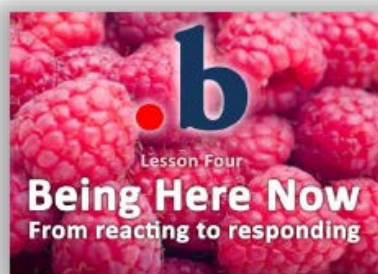 .b
Lesson Four
Being Here Now
From reacting to responding